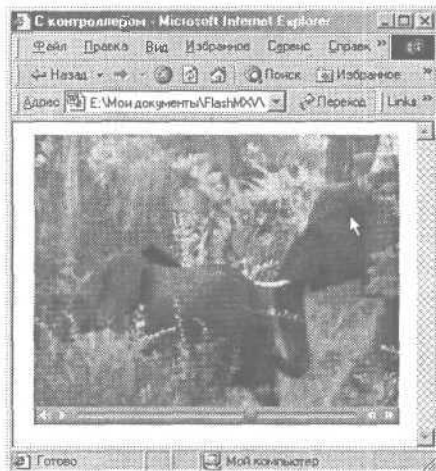 С контроллером - Microsoft Internet Explorer
Файл Правка Вид Избранное Сервис Справк »
Назад Поиск Избранное »
Адрес E:\Мои документы\FlashMX\ Переход Links »
Готово Мой компьютер